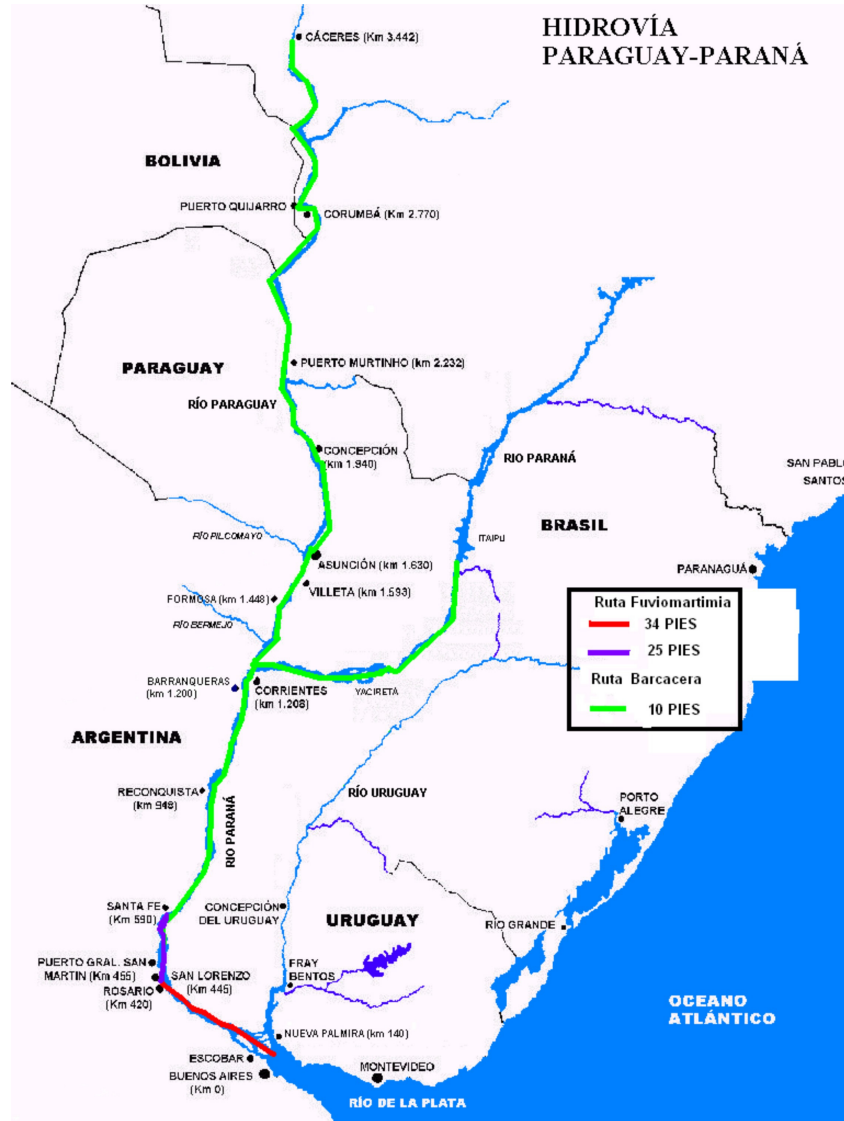 HIDROVÍA
PARAGUAY-PARANÁ
CÁCERES (Km 3.442)
BOLIVIA
PUERTO QUIJARRO
CORUMBÁ (Km 2.770)
PARAGUAY
PUERTO MURTINHO (km 2.232)
RÍO PARAGUAY
CONCEPCIÓN
(km 1.940)
RIO PARANÁ
SAN PABLO
SANTOS
BRASIL
RÍO PILCOMAYO
ITAIPU
ASUNCIÓN (km 1.630)
PARANAGUÁ
VILLETA (km 1.593)
FORMOSA (km 1.448)
RÍO BERMEJO
Ruta Fuviomartimia
34 PIES
25 PIES
Ruta Barcacera
10 PIES
BARRANQUERAS
(km 1.200)
CORRIENTES
(km 1.208)
YACIRETÁ
ARGENTINA
RECONQUISTA
(km 948)
RIO PARANÁ
RÍO URUGUAY
PORTO
ALEGRE
SANTA FE
(Km 590)
CONCEPCIÓN
DEL URUGUAY
URUGUAY
RIO GRANDE
PUERTO GRAL. SAN
MARTIN (Km 456)
SAN LORENZO
(Km 446)
ROSARIO
(Km 420)
FRAY
BENTOS
OCEANO
ATLÁNTICO
NUEVA PALMIRA (km 140)
ESCOBAR
BUENOS AIRES
(Km 0)
MONTEVIDEO
RÍO DE LA PLATA